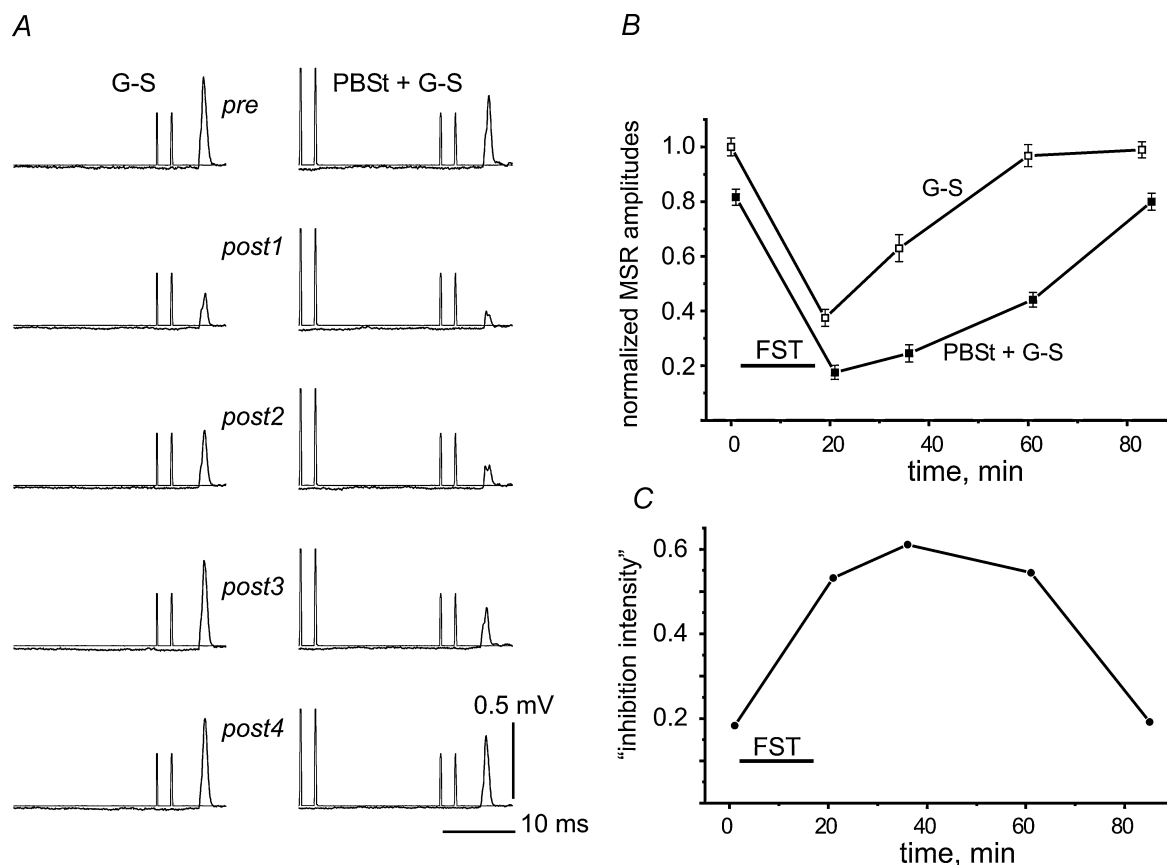 A
G-S
PBSt + G-S
pre
post1
post2
post3
post4
0.5 mV
10 ms
B
normalized MSR amplitudes
1.0
0.8
0.6
0.4
0.2
G-S
PBSt + G-S
FST
0
20
40
60
80
time, min
C
“inhibition intensity”
0.6
0.4
0.2
FST
0
20
40
60
80
time, min